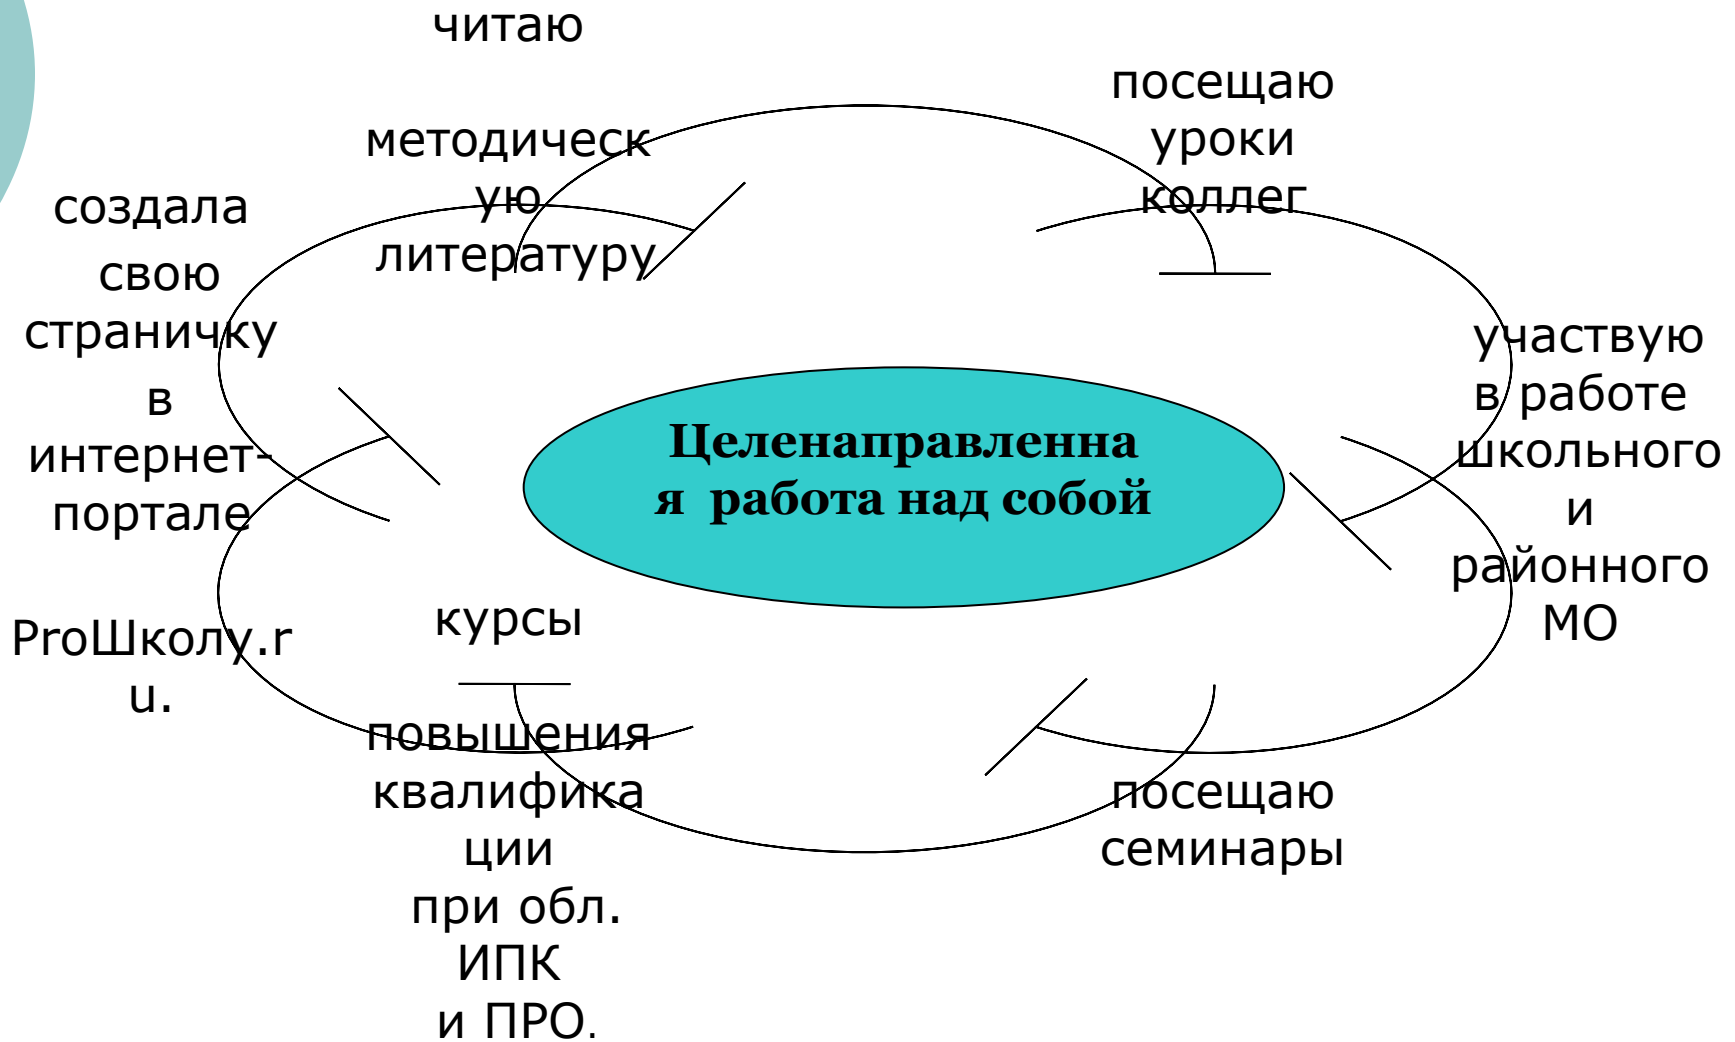 читаю
методическ
ую
литературу
посещаю
уроки
коллег
создала
свою
страничку
в
интернет-
портале
ProШколу.r
u.
Целенаправленна
я  работа над собой
участвую
в работе
школьного
и
районного
МО
курсы
повышения
квалифика
ции
при обл.
ИПК
и ПРО.
посещаю
семинары